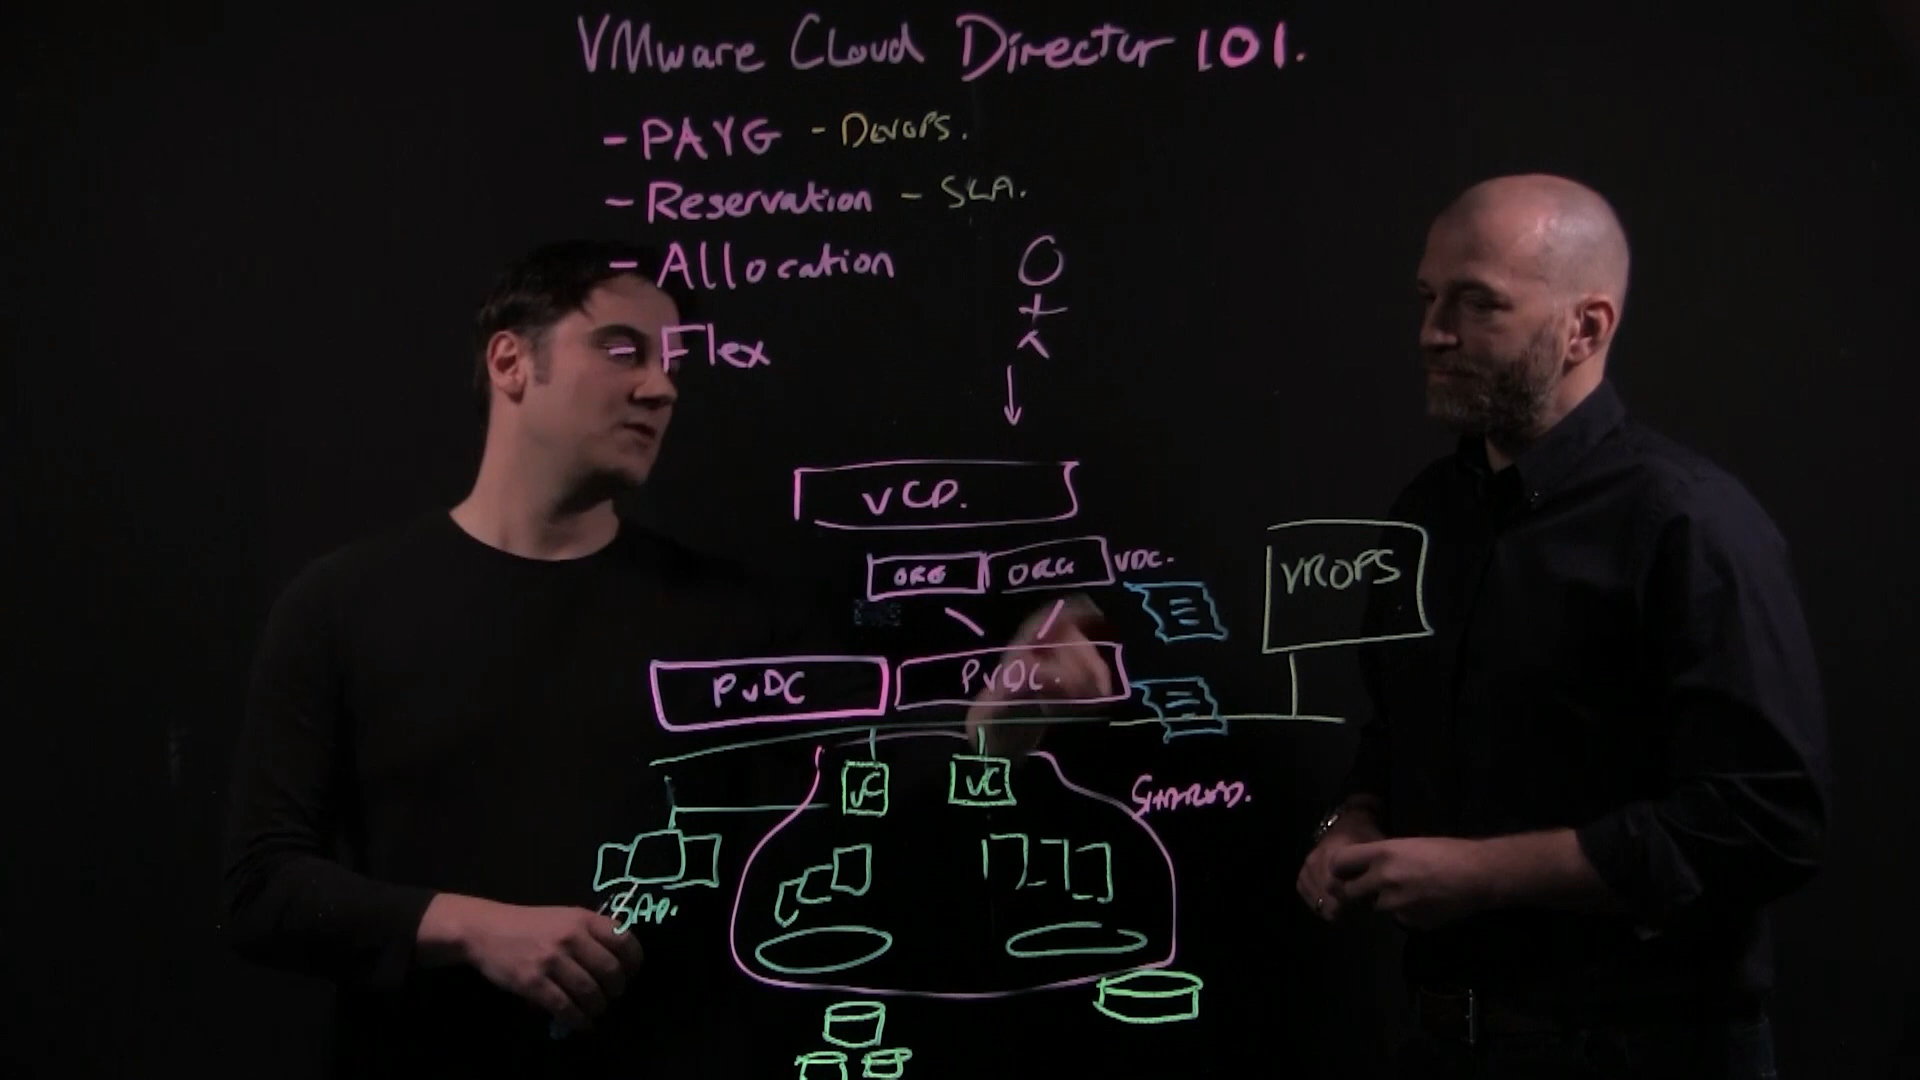 VMware Cloud Director 101.
- PAYG - DevOPS.
- Reservation - SLA.
- Allocation
- Flex
VCD.
ORG ORG VDC.
VROPS
PVDC PVDC.
VC VC
SHARED.
SAP.